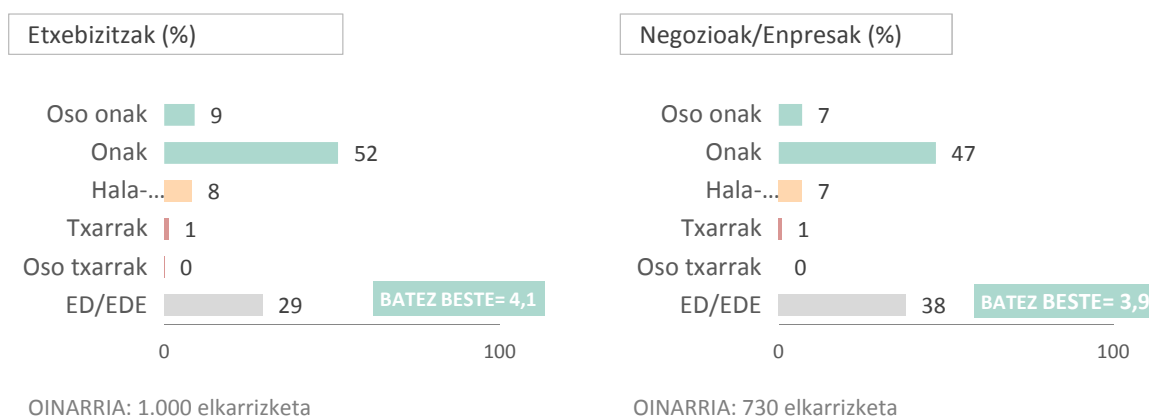 Etxebizitzak (%)
Oso onak 9
Onak 52
Hala-... 8
Txarrak 1
Oso txarrak 0
ED/EDE 29
BATEZ BESTE= 4,1
0 100
OINARRIA: 1.000 elkarrizketa
Negozioak/Enpresak (%)
Oso onak 7
Onak 47
Hala-... 7
Txarrak 1
Oso txarrak 0
ED/EDE 38
BATEZ BESTE= 3,9
0 100
OINARRIA: 730 elkarrizketa